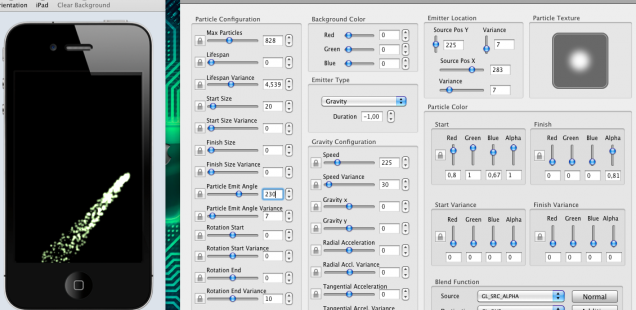 rientation iPad Clear Background
Particle Configuration
Max Particles
828
Lifespan
0
Lifespan Variance
4,539
Start Size
20
Start Size Variance
0
Finish Size
0
Finish Size Variance
0
Particle Emit Angle
230
Particle Emit Angle Variance
7
Rotation Start
0
Rotation Start Variance
0
Rotation End
0
Rotation End Variance
10
Background Color
Red 0
Green 0
Blue 0
Emitter Type
Gravity
Duration -1,00
Gravity Configuration
Speed
225
Speed Variance
30
Gravity x
0
Gravity y
0
Radial Acceleration
0
Radial Accl. Variance
0
Tangential Acceleration
0
Tangential Accel. Variance
Emitter Location
Source Pos Y Variance
225 7
Source Pos X
283
Variance
7
Particle Texture
Particle Color
Start
Red Green Blue Alpha
0,8 1 0,67 1
Finish
Red Green Blue Alpha
0 0 0 0,81
Start Variance
Red Green Blue Alpha
0 0 0 0
Finish Variance
Red Green Blue Alpha
0 0 0 0
Blend Function
Source GL_SRC_ALPHA Normal